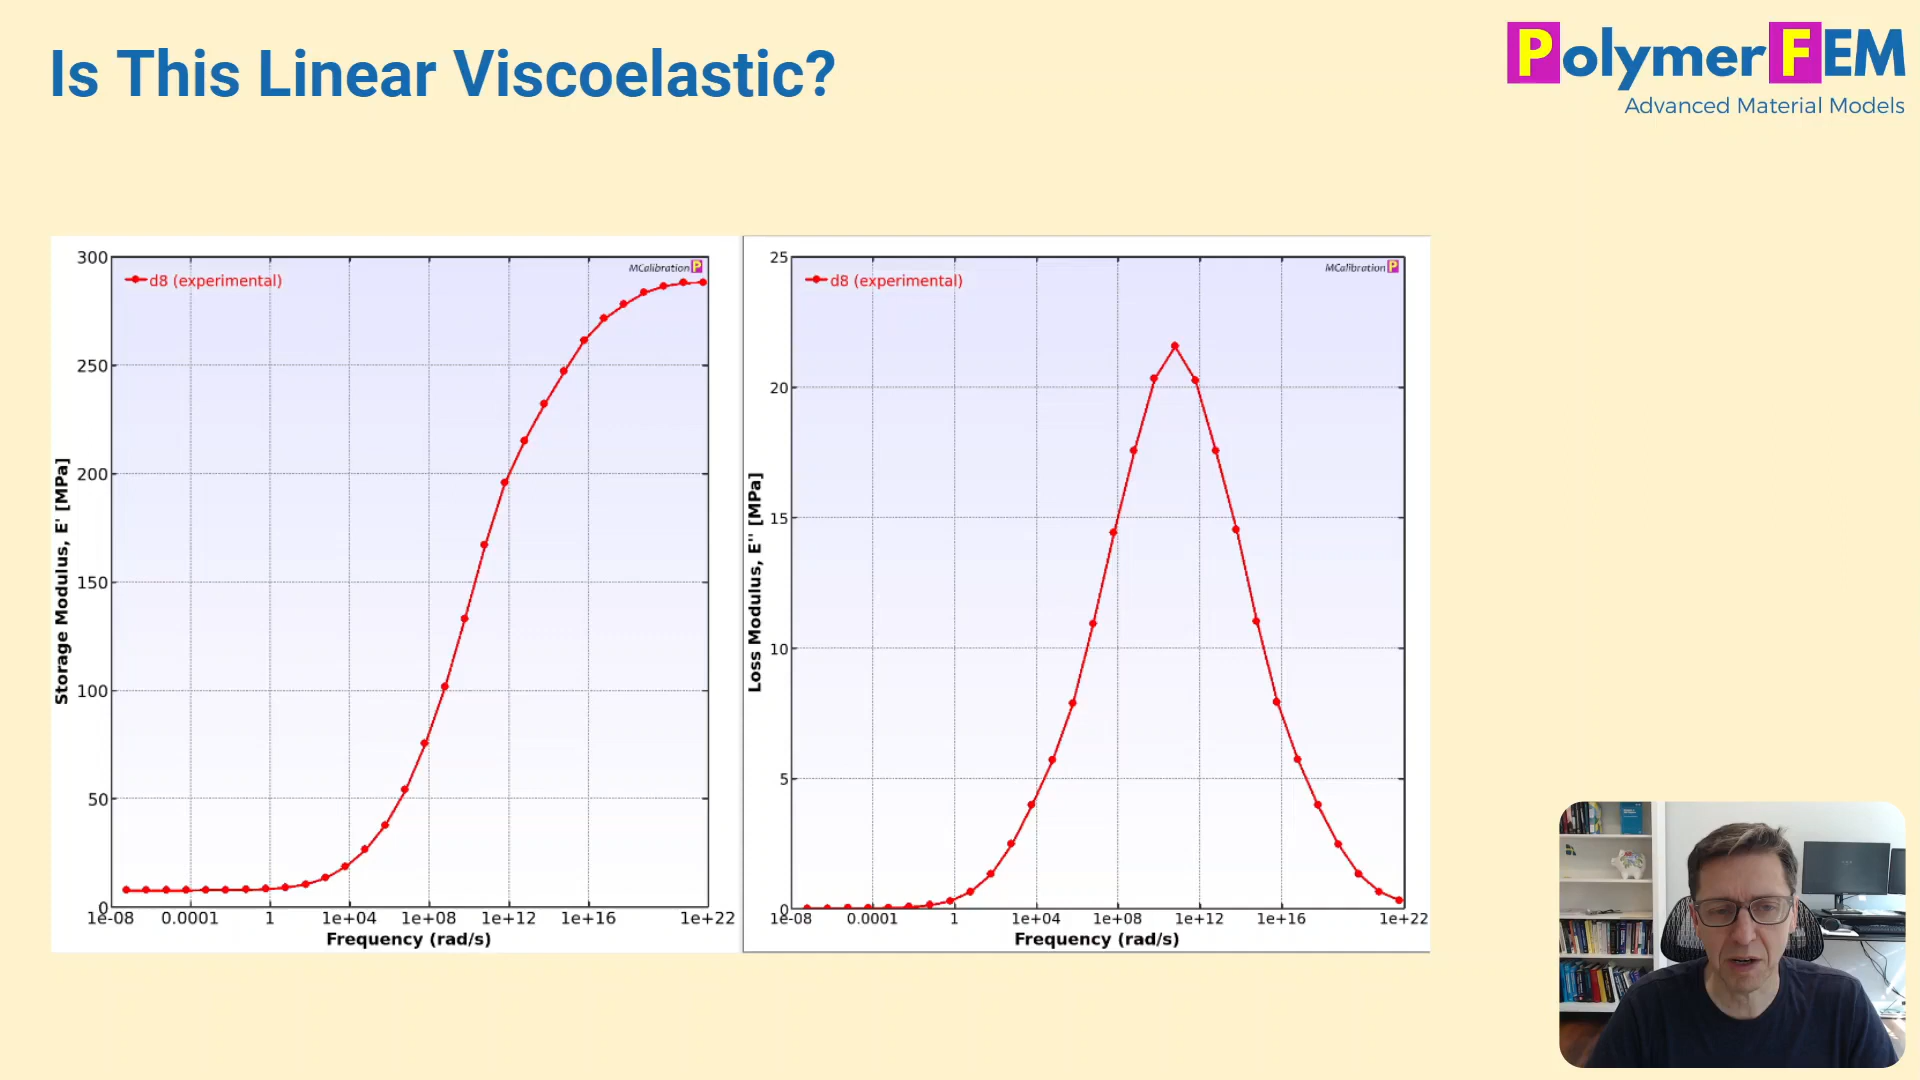 Is This Linear Viscoelastic?
PolymerFEM
Advanced Material Models
300
250
200
150
100
50
0
Storage Modulus, E' [MPa]
d8 (experimental)
MCalibration P
1e-08 0.0001 1 1e+04 1e+08 1e+12 1e+16 1e+22
Frequency (rad/s)
25
20
15
10
5
0
Loss Modulus, E'' [MPa]
d8 (experimental)
MCalibration P
1e-08 0.0001 1 1e+04 1e+08 1e+12 1e+16 1e+22
Frequency (rad/s)